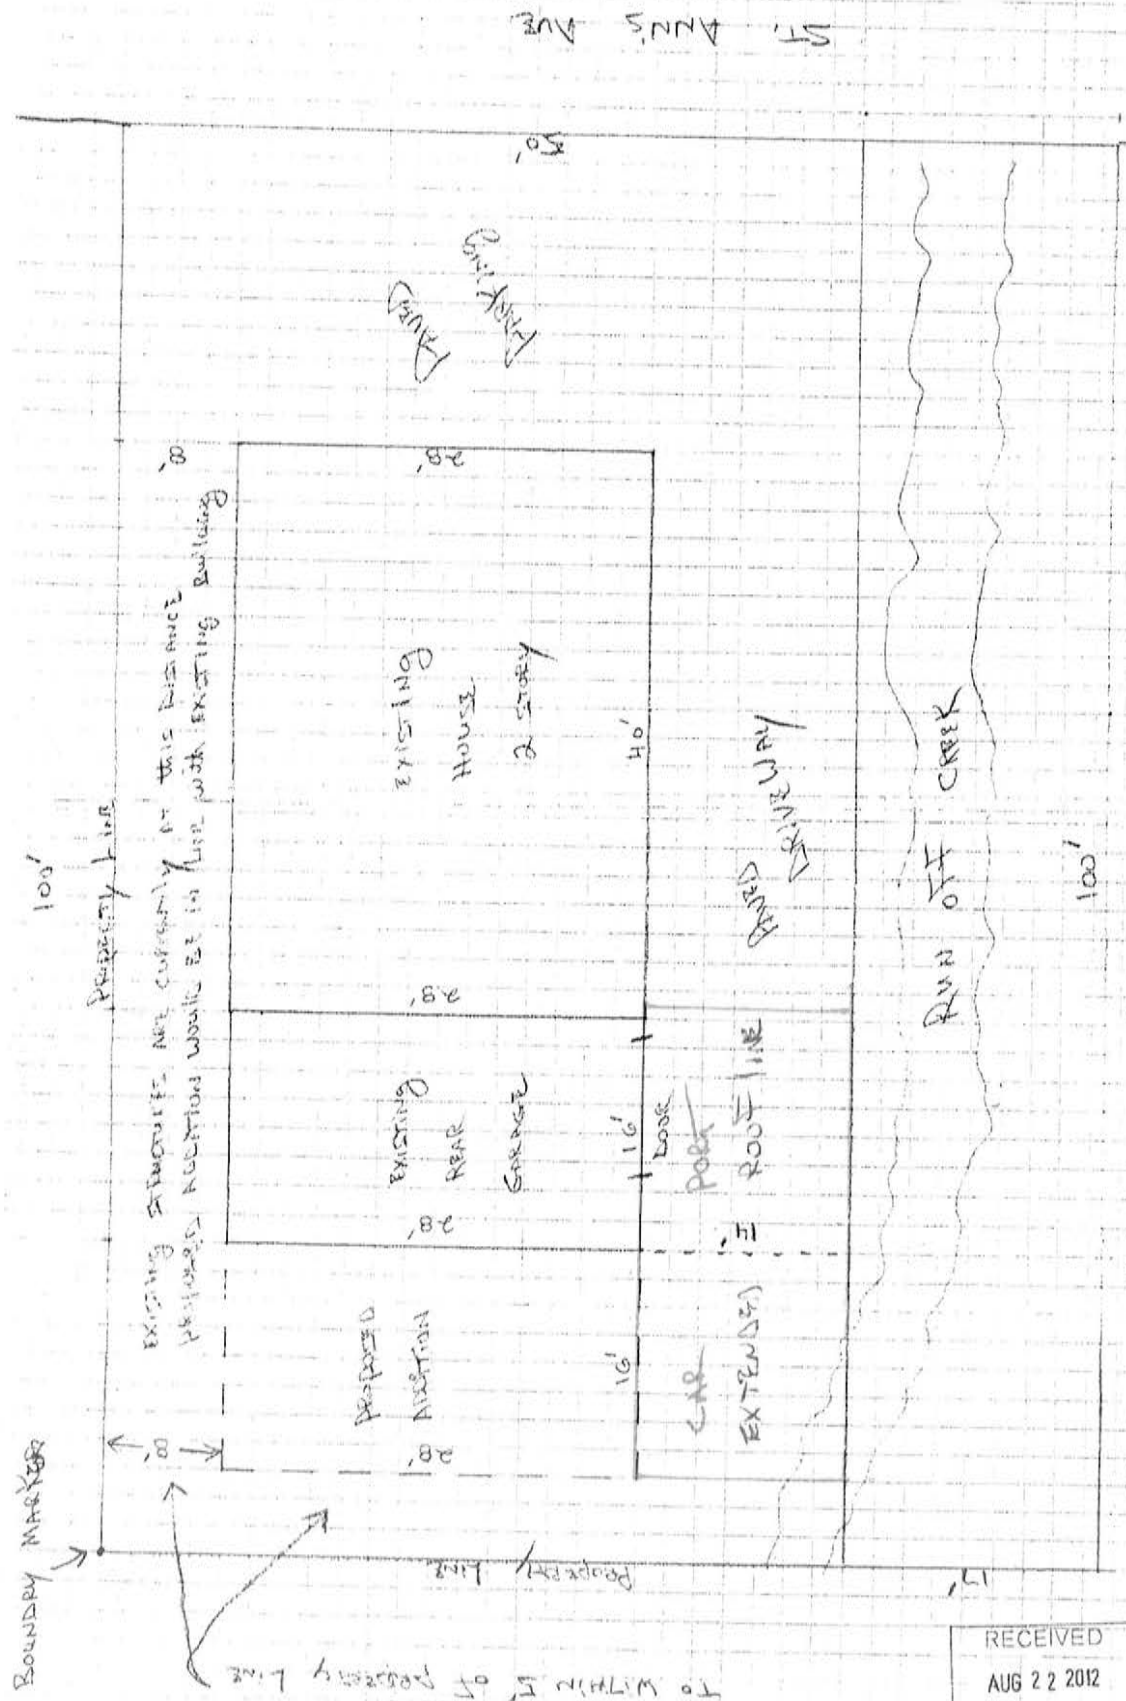 ST. ANN'S AVE
50'
PAVED
PARKING
100'
PROPERTY LINE
8'
EXISTING STRUCTURES ARE CURRENTLY AT this DISTANCE
PROPOSED ADDITION WOULD BE IN LINE with EXISTING Building
28'
EXISTING
HOUSE
2 STORY
40'
28'
PAVED
DRIVEWAY
RUN OFF CREEK
100'
EXISTING
REAR
GARAGE
16'
DOOR
28'
PORT
ROOF LINE
11'
PROPOSED
ADDITION
16'
28'
CAR
EXTENDED
8'
BOUNDRY MARKER
PROPERTY
LINE
17'
TO WITHIN 5' OF PROPERTY LINE
RECEIVED
AUG 22 2012